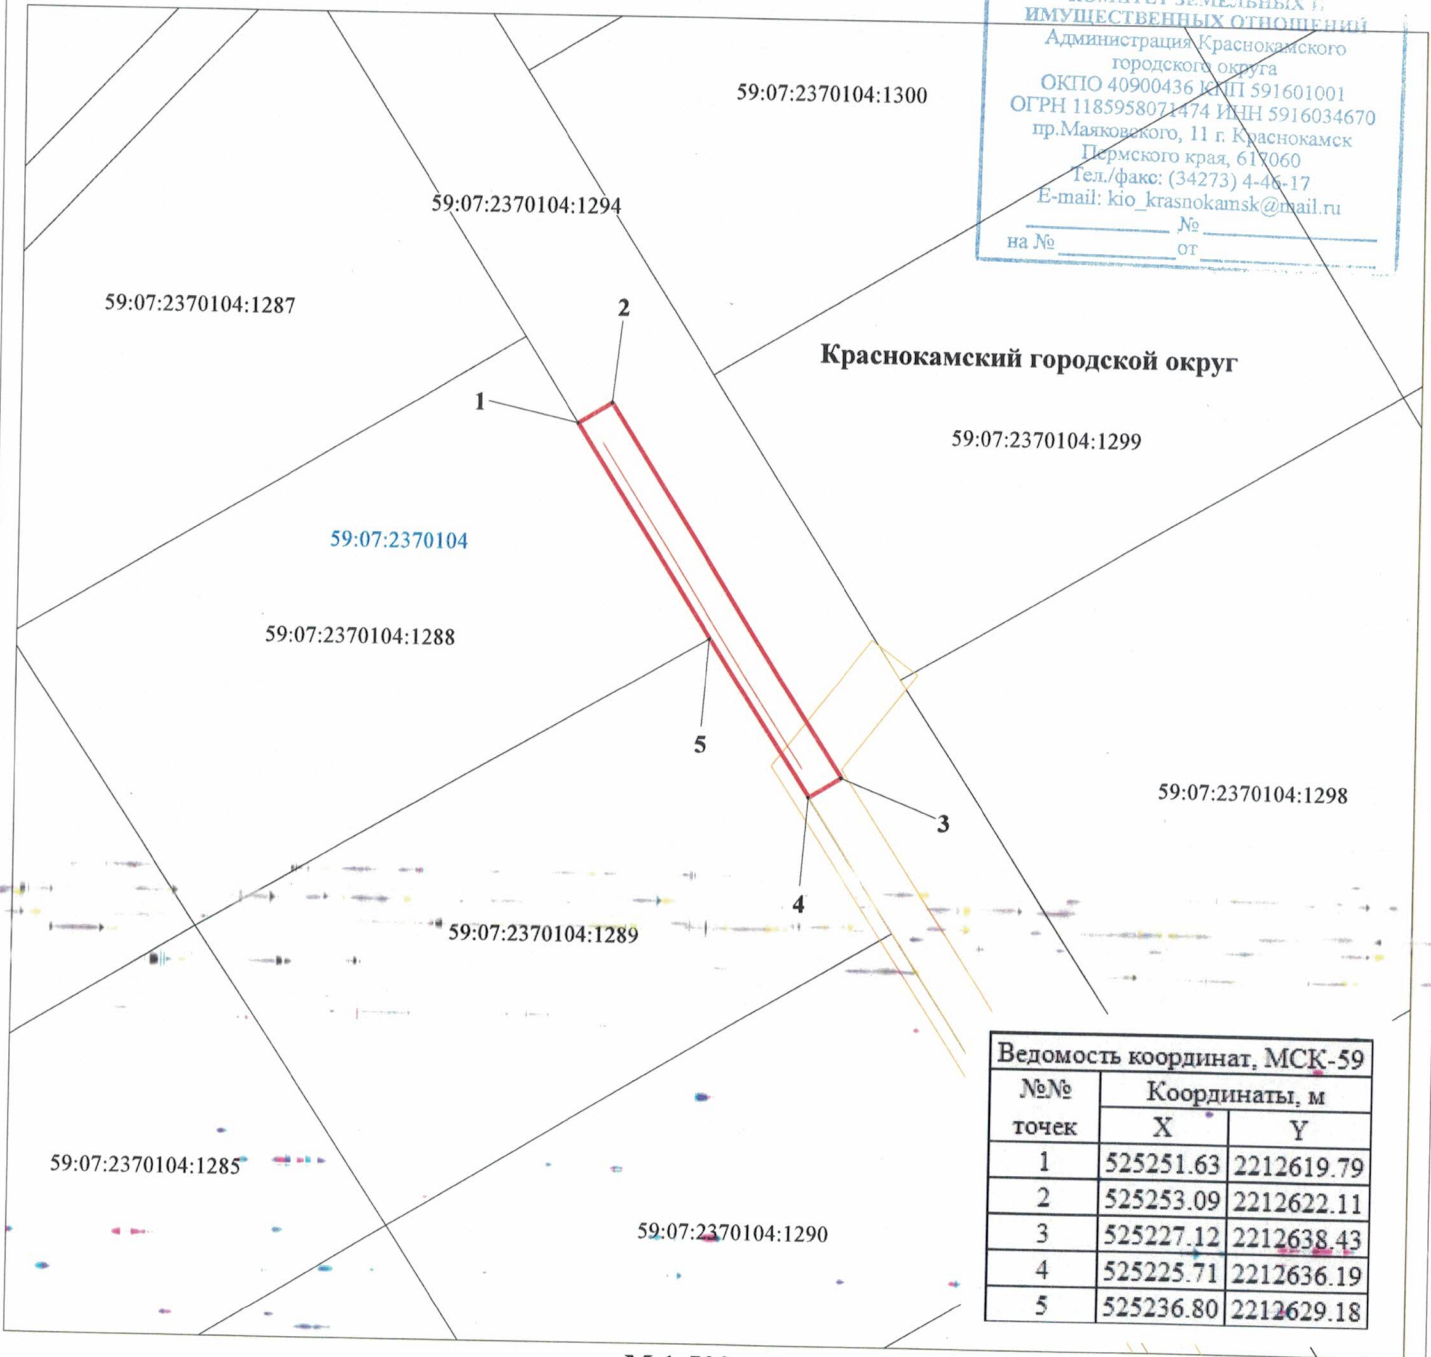 ИМУЩЕСТВЕННЫХ ОТНОШЕНИЙ
Администрация Краснокамского
городского округа
ОКПО 40900436 КПП 591601001
ОГРН 1185958071474 ИНН 5916034670
пр.Маяковского, 11 г. Краснокамск
Пермского края, 617060
Тел./факс: (34273) 4-46-17
E-mail: kio_krasnokamsk@mail.ru
№
на № от
59:07:2370104:1300
59:07:2370104:1294
59:07:2370104:1287
2
Краснокамский городской округ
1
59:07:2370104:1299
59:07:2370104
59:07:2370104:1288
5
59:07:2370104:1298
3
4
59:07:2370104:1289
59:07:2370104:1285
59:07:2370104:1290
Ведомость координат, МСК-59
№№ точек Координаты, м
X Y
1 525251.63 2212619.79
2 525253.09 2212622.11
3 525227.12 2212638.43
4 525225.71 2212636.19
5 525236.80 2212629.18